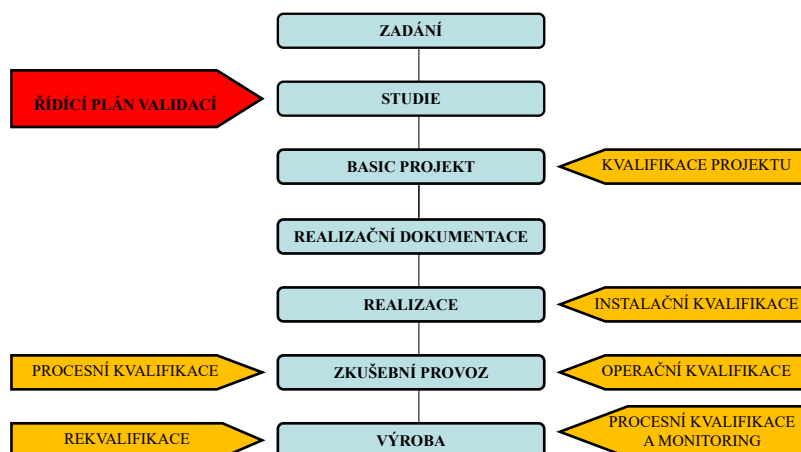 ZADÁNÍ
ŘÍDÍCÍ PLÁN VALIDACÍ
STUDIE
BASIC PROJEKT
KVALIFIKACE PROJEKTU
REALIZAČNÍ DOKUMENTACE
REALIZACE
INSTALAČNÍ KVALIFIKACE
PROCESNÍ KVALIFIKACE
ZKUŠEBNÍ PROVOZ
OPERAČNÍ KVALIFIKACE
REKVALIFIKACE
VÝROBA
PROCESNÍ KVALIFIKACE
A MONITORING